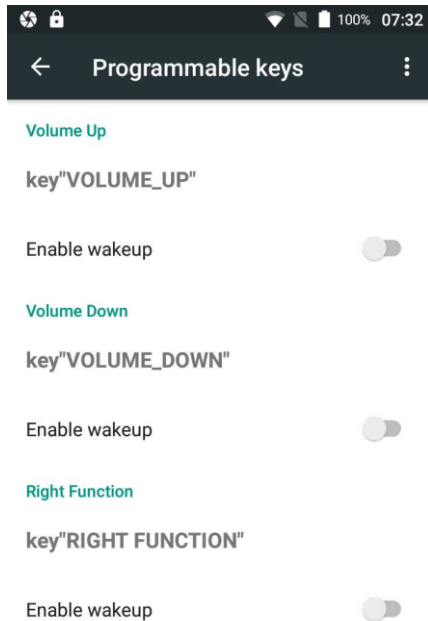 100% 07:32
Programmable keys
Volume Up
key"VOLUME_UP"
Enable wakeup
Volume Down
key"VOLUME_DOWN"
Enable wakeup
Right Function
key"RIGHT FUNCTION"
Enable wakeup